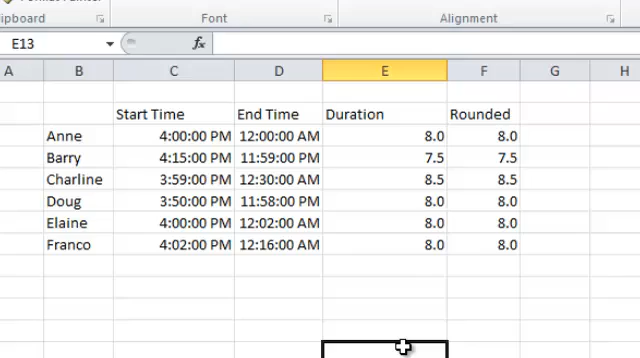 Clipboard Font Alignment
E13 fx
A B C D E F G H
Start Time End Time Duration Rounded
Anne 4:00:00 PM 12:00:00 AM 8.0 8.0
Barry 4:15:00 PM 11:59:00 PM 7.5 7.5
Charline 3:59:00 PM 12:30:00 AM 8.5 8.5
Doug 3:50:00 PM 11:58:00 PM 8.0 8.0
Elaine 4:00:00 PM 12:02:00 AM 8.0 8.0
Franco 4:02:00 PM 12:16:00 AM 8.0 8.0